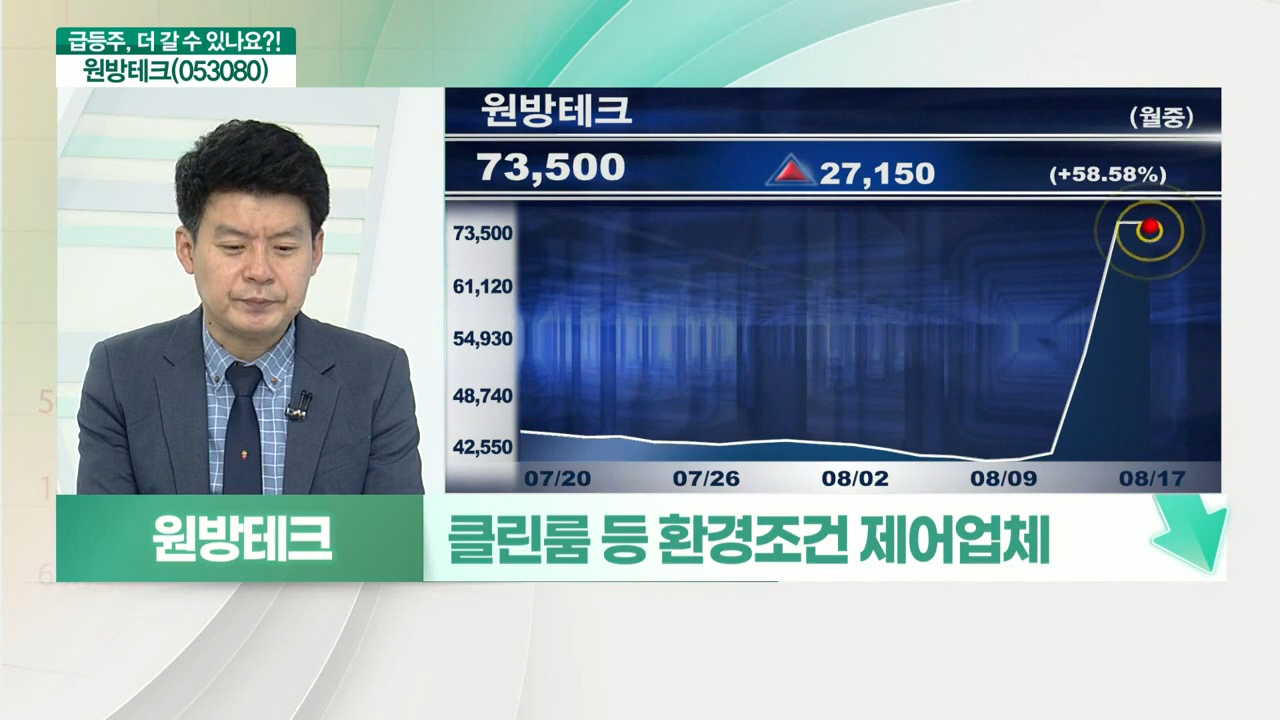 급등주, 더 갈 수 있나요?!
원방테크(053080)
원방테크
(월중)
73,500
27,150
(+58.58%)
73,500
61,120
54,930
48,740
42,550
07/20
07/26
08/02
08/09
08/17
5
1
6
원방테크
클린룸 등 환경조건 제어업체